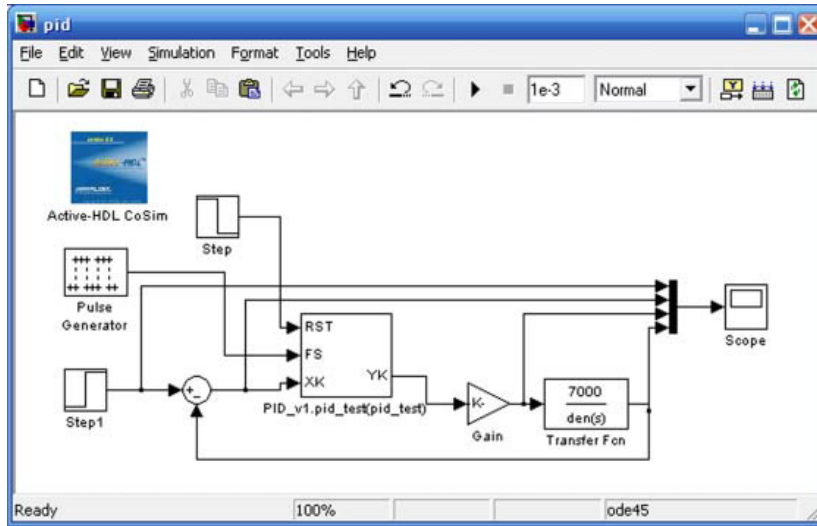 pid
File Edit View Simulation Format Tools Help
1e-3 Normal
Active-HDL CoSim
Step
Pulse
Generator
RST
FS
XK
YK
PID_v1.pid_test(pid_test)
Step1
K-
Gain
7000
den(s)
Transfer Fcn
Scope
Ready 100% ode45